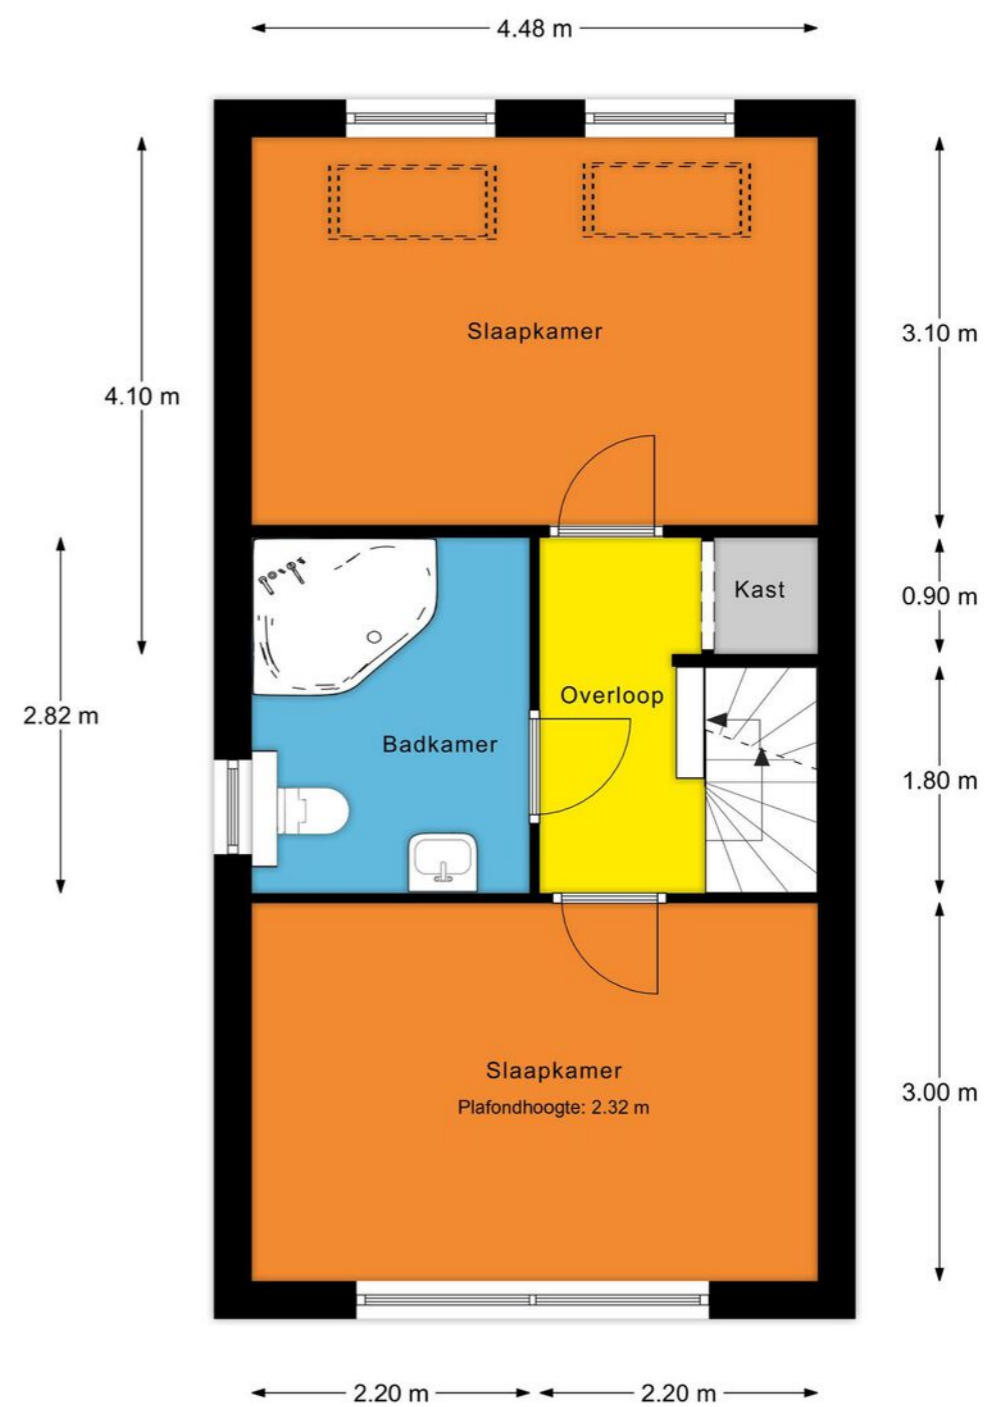 4.48 m
Slaapkamer
3.10 m
4.10 m
Kast
0.90 m
Overloop
2.82 m
Badkamer
1.80 m
Slaapkamer
Plafondhoogte: 2.32 m
3.00 m
2.20 m
2.20 m